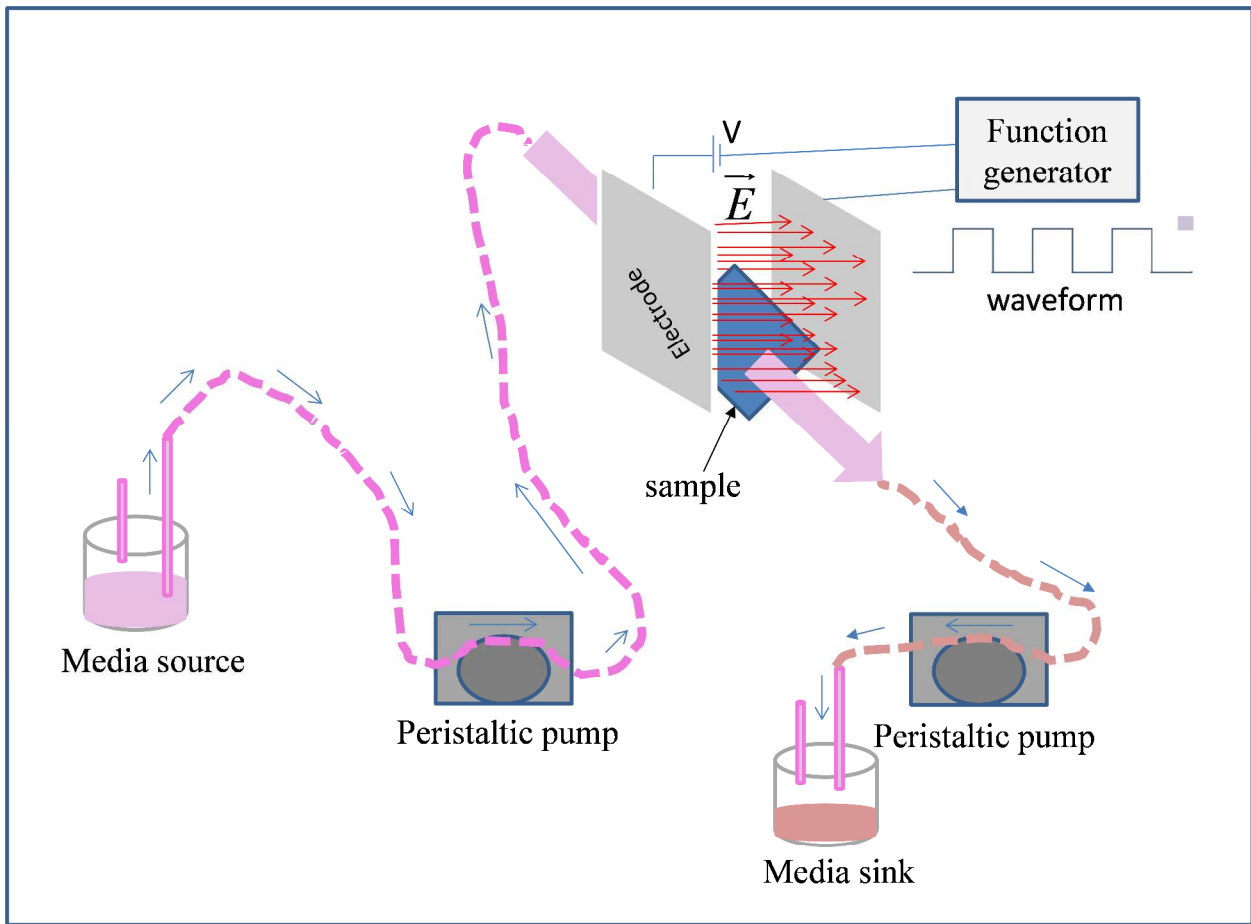 V
Function
generator
E
Electrode
waveform
sample
Media source
Peristaltic pump
Peristaltic pump
Media sink